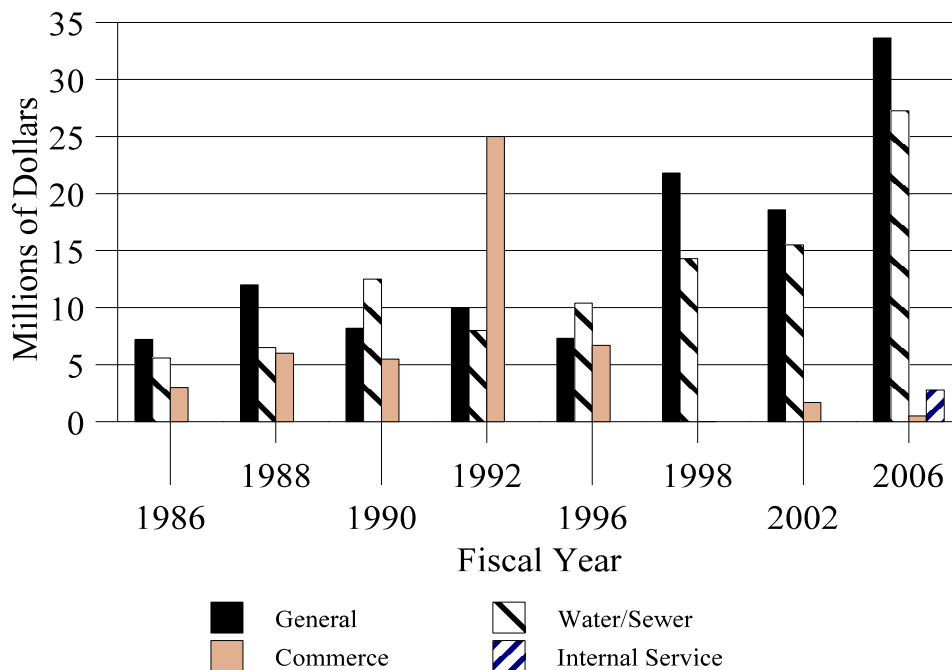 35
30
25
20
15
10
5
0
Millions of Dollars
1988 1992 1998 2006
1986 1990 1996 2002
Fiscal Year
General Water/Sewer
Commerce Internal Service